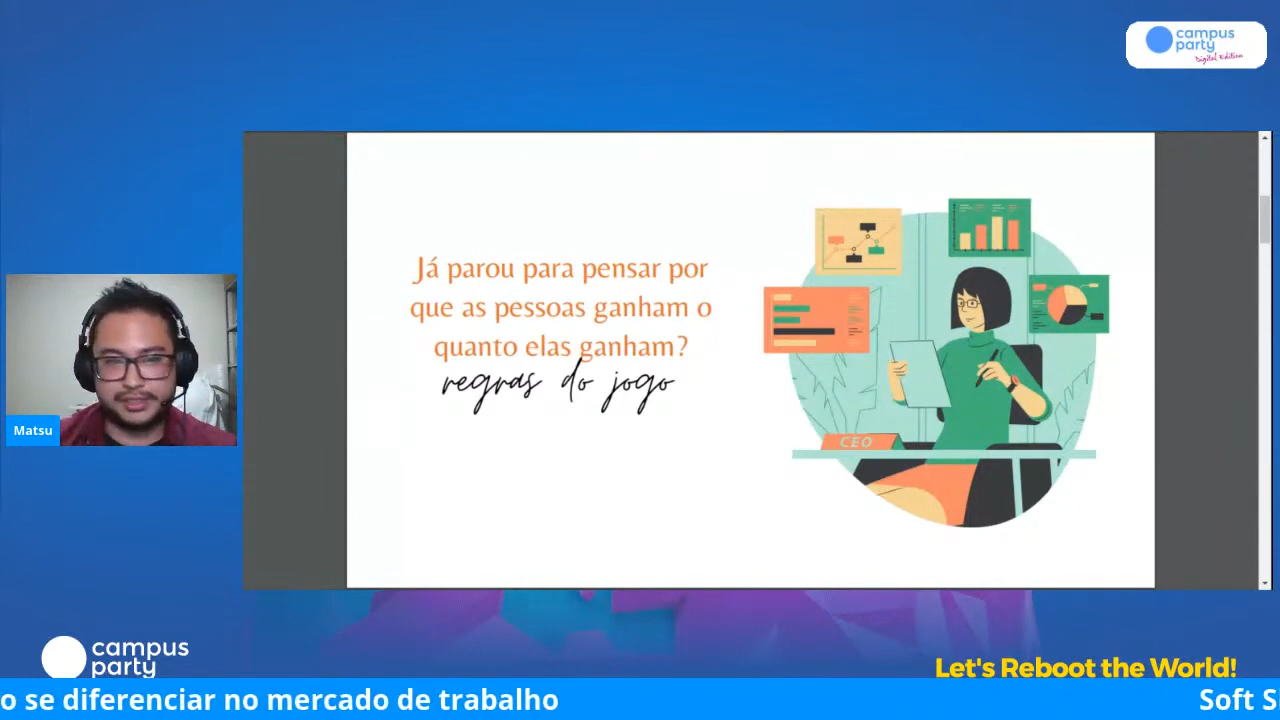 campus
party
Digital Edition
Já parou para pensar por
que as pessoas ganham o
quanto elas ganham?
regras do jogo
CEO
Matsu
campus
party
Let's Reboot the World!
o se diferenciar no mercado de trabalho
Soft S